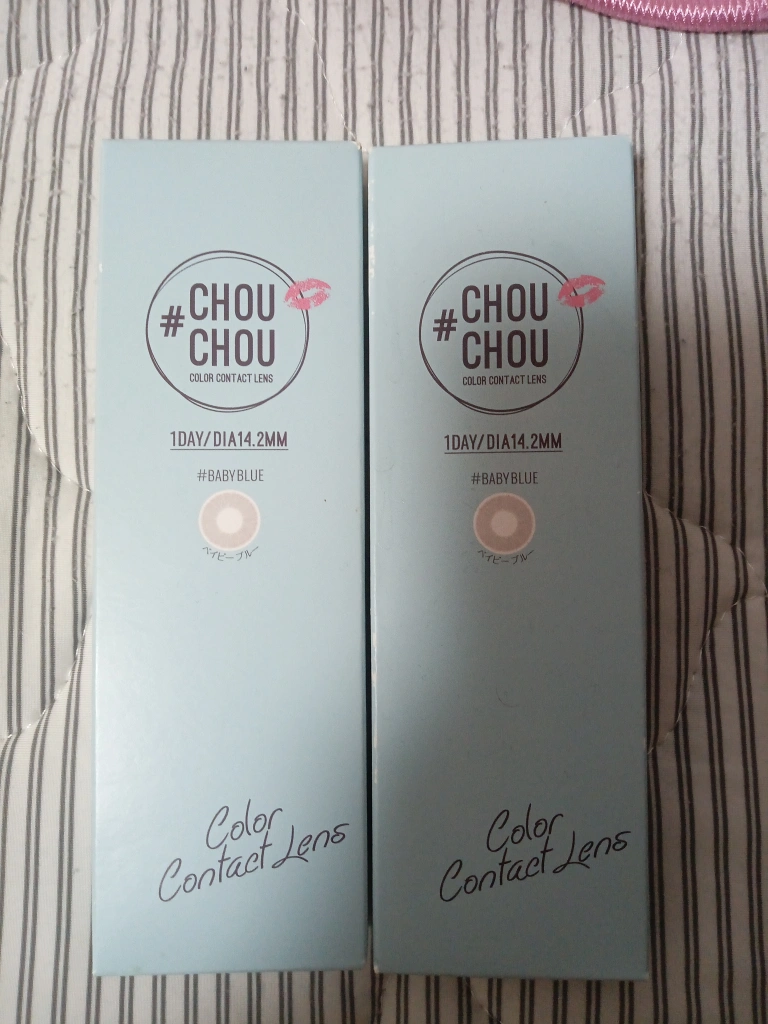 #CHOU
CHOU
COLOR CONTACT LENS
1DAY/DIA14.2MM
#BABYBLUE
ベイビーブルー
Color
Contact Lens
#CHOU
CHOU
COLOR CONTACT LENS
1DAY/DIA14.2MM
#BABYBLUE
ベイビーブルー
Color
Contact Lens